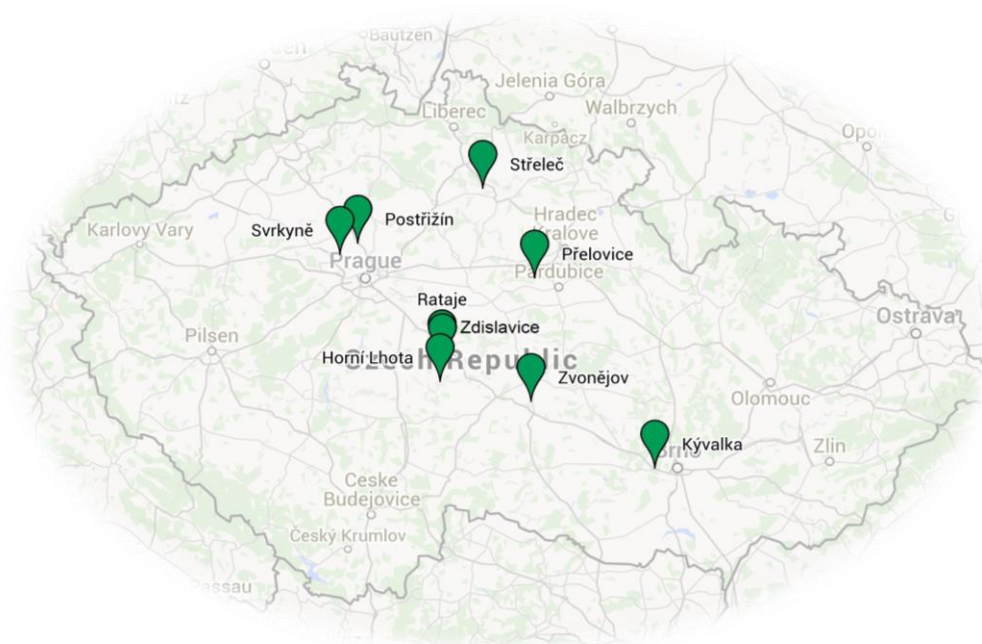 Bautzen
Jelenia Góra
Liberec
Walbrzych
Karpacz
Střeleč
Karlovy Vary
Svrkyně
Postřižín
Hradec
Kralove
Přelovice
Prague
Pardubice
Rataje
Zdislavice
Ostrava
Pilsen
Horní Lhota
Czech Republic
Zvonějov
Olomouc
Kývalka
Brno
Zlin
Ceske
Budejovice
Český Krumlov
Passau